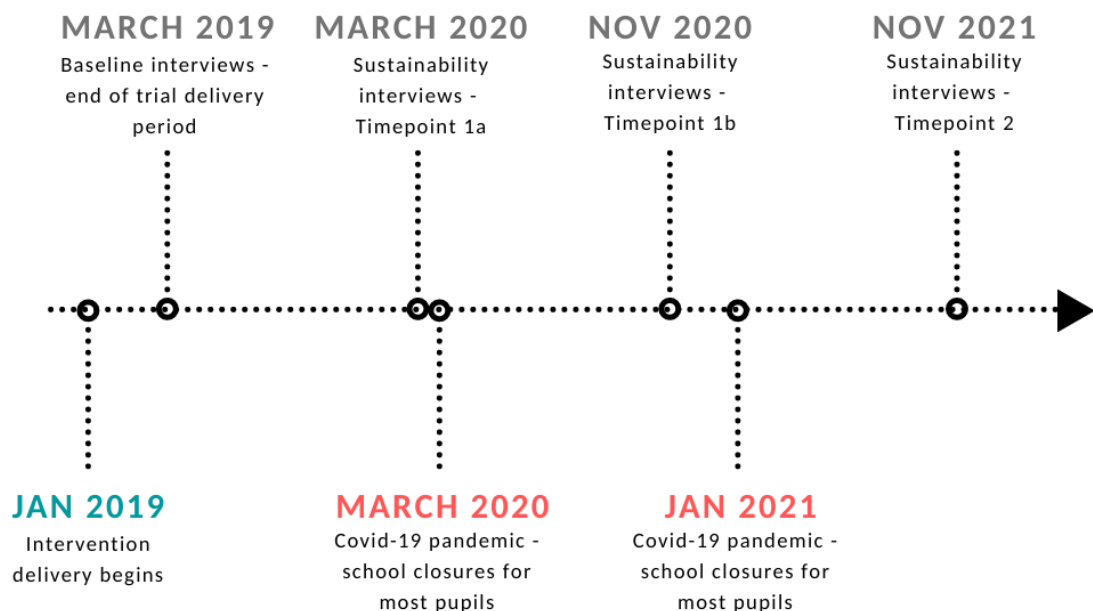 MARCH 2019
Baseline interviews -
end of trial delivery
period
MARCH 2020
Sustainability
interviews -
Timepoint 1a
NOV 2020
Sustainability
interviews -
Timepoint 1b
NOV 2021
Sustainability
interviews -
Timepoint 2
JAN 2019
Intervention
delivery begins
MARCH 2020
Covid-19 pandemic -
school closures for
most pupils
JAN 2021
Covid-19 pandemic -
school closures for
most pupils